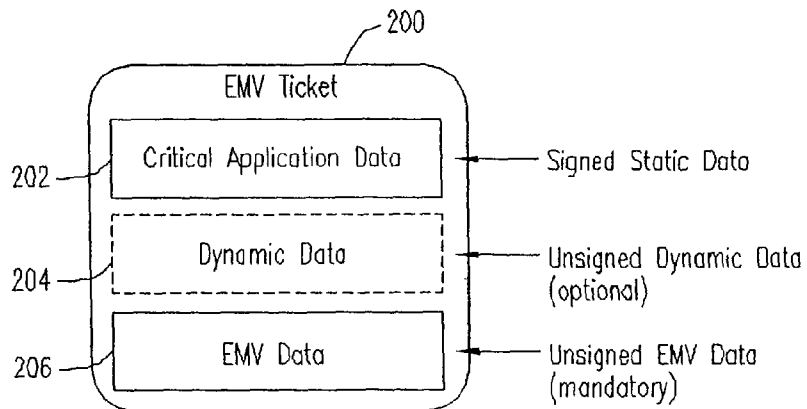 200
EMV Ticket
202
Critical Application Data
Signed Static Data
204
Dynamic Data
Unsigned Dynamic Data
(optional)
206
EMV Data
Unsigned EMV Data
(mandatory)